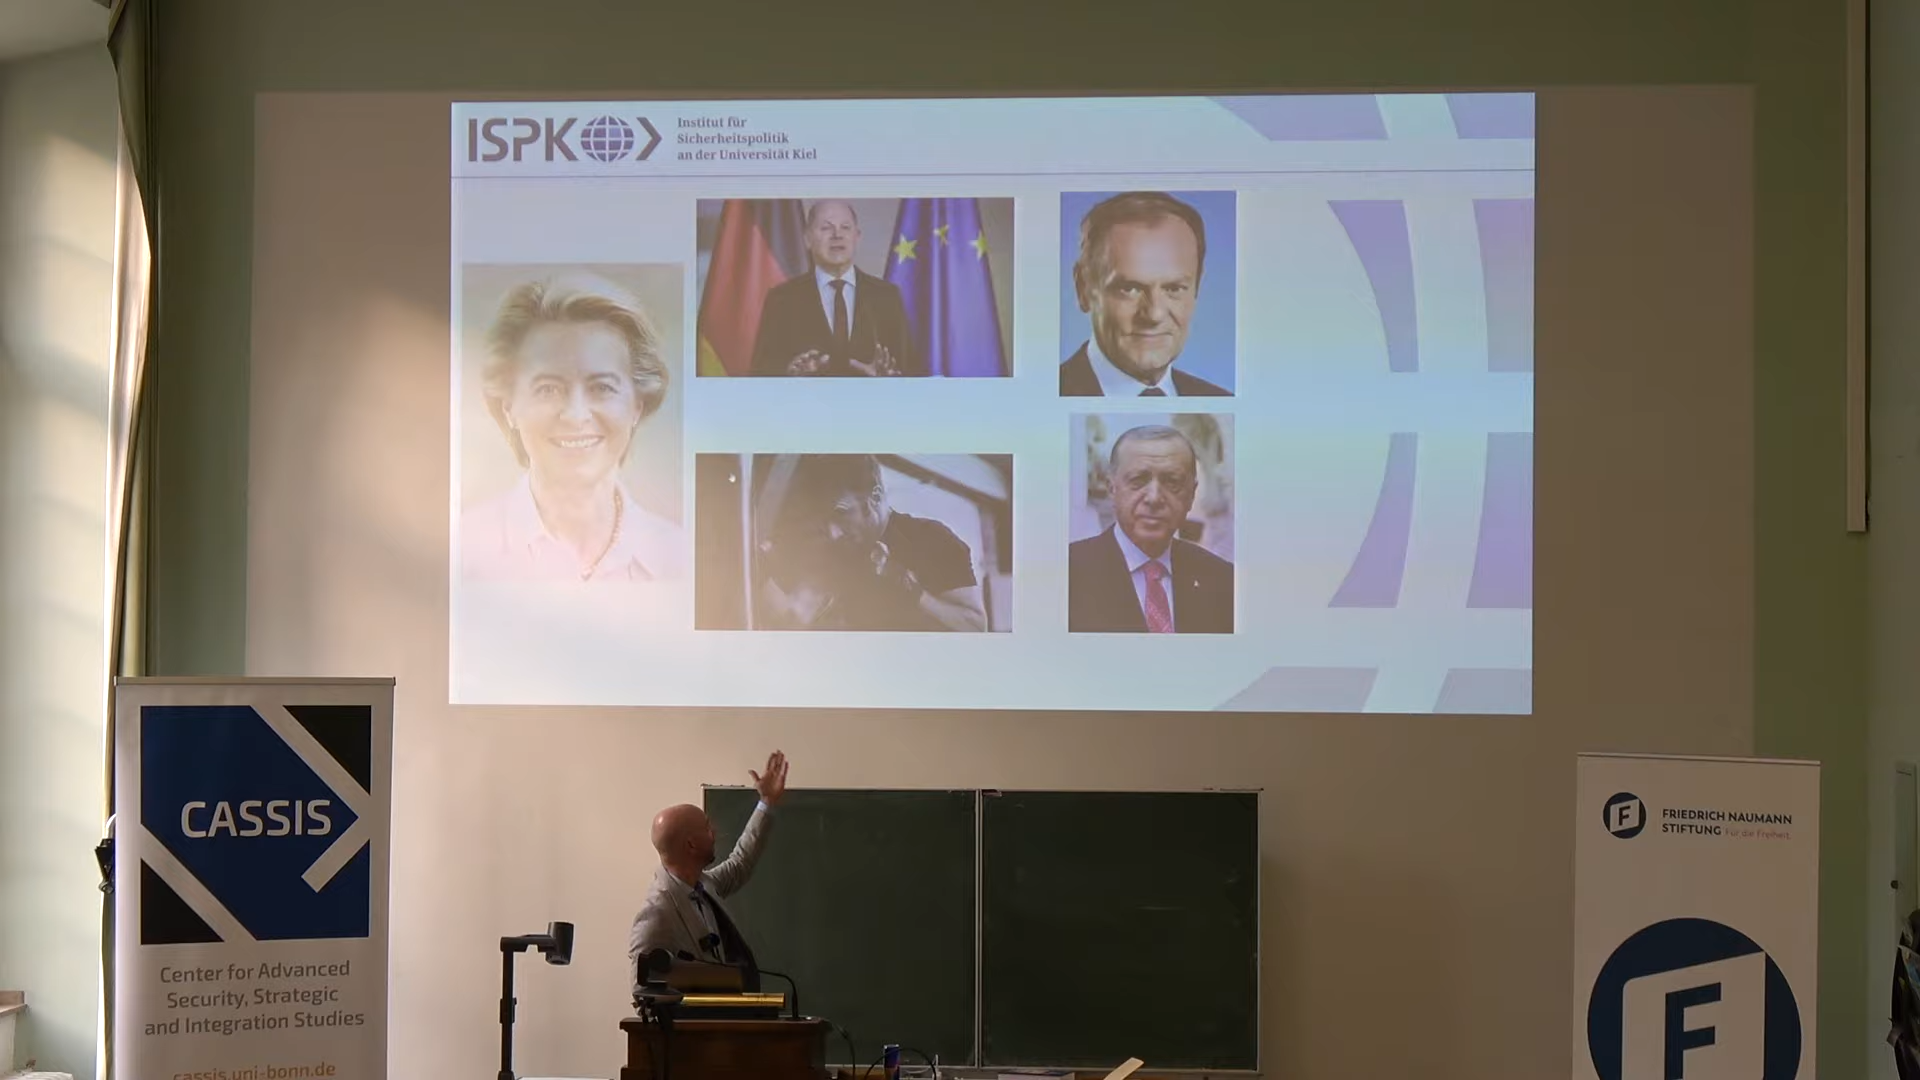 ISPK
Institut für
Sicherheitspolitik
an der Universität Kiel
CASSIS
Center for Advanced
Security, Strategic
and Integration Studies
cassis.uni-bonn.de
FRIEDRICH NAUMANN
STIFTUNG Für die Freiheit.
F
F